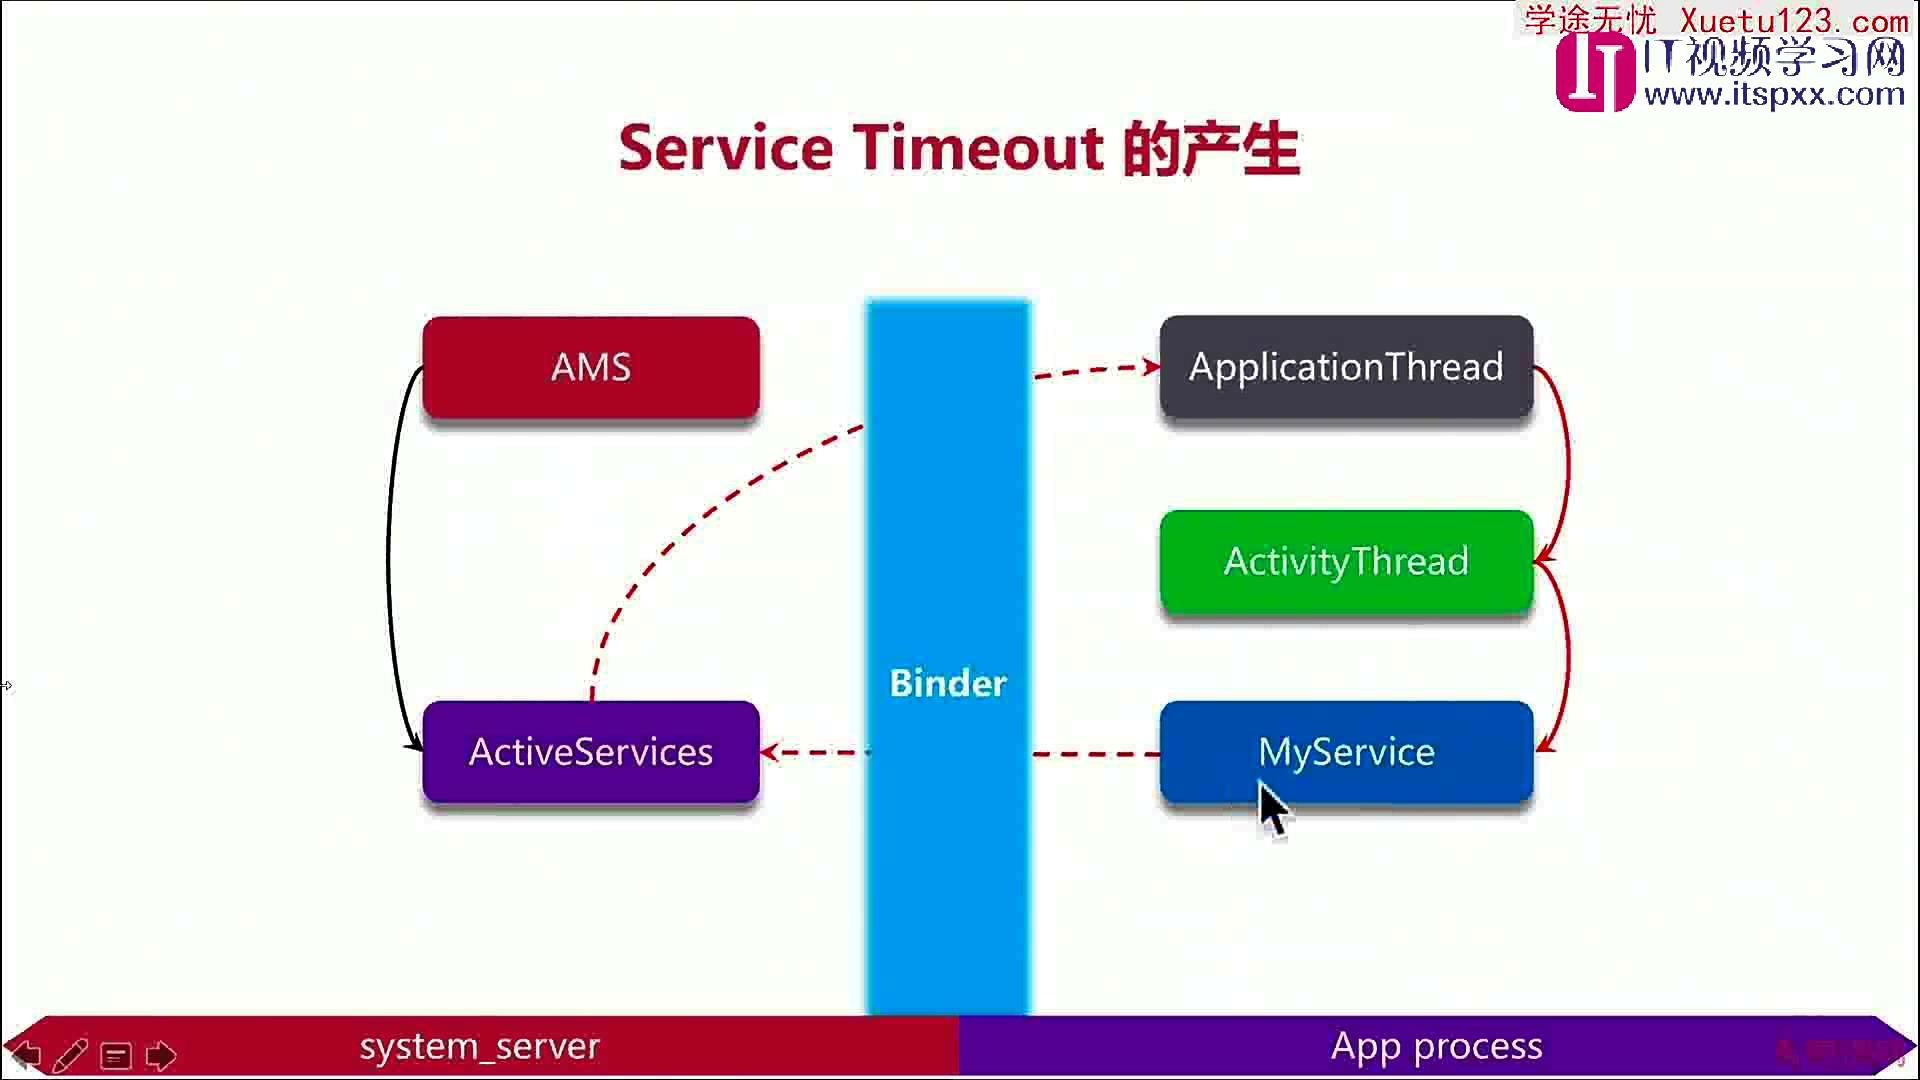 学途无忧 Xuetu123.com
IT视频学习网
www.itspxx.com
Service Timeout 的产生
AMS
ApplicationThread
ActivityThread
Binder
ActiveServices
MyService
system_server
App process